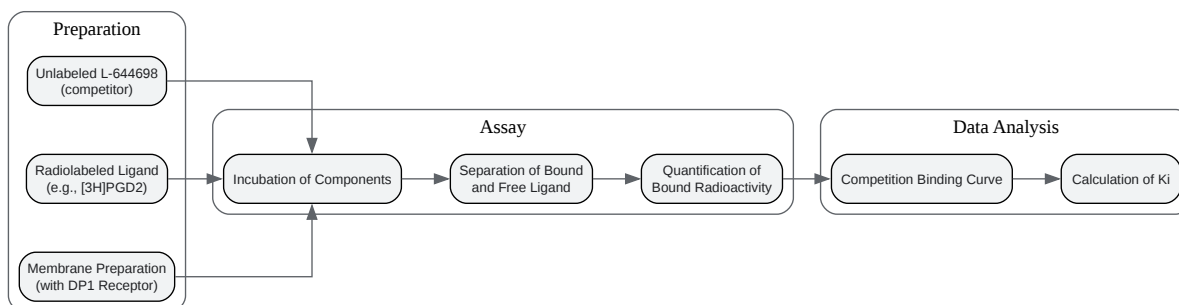 Preparation
Unlabeled L-644698
(competitor)
Radiolabeled Ligand
(e.g., [3H]PGD2)
Membrane Preparation
(with DP1 Receptor)
Assay
Incubation of Components
Separation of Bound
and Free Ligand
Quantification of
Bound Radioactivity
Data Analysis
Competition Binding Curve
Calculation of Ki